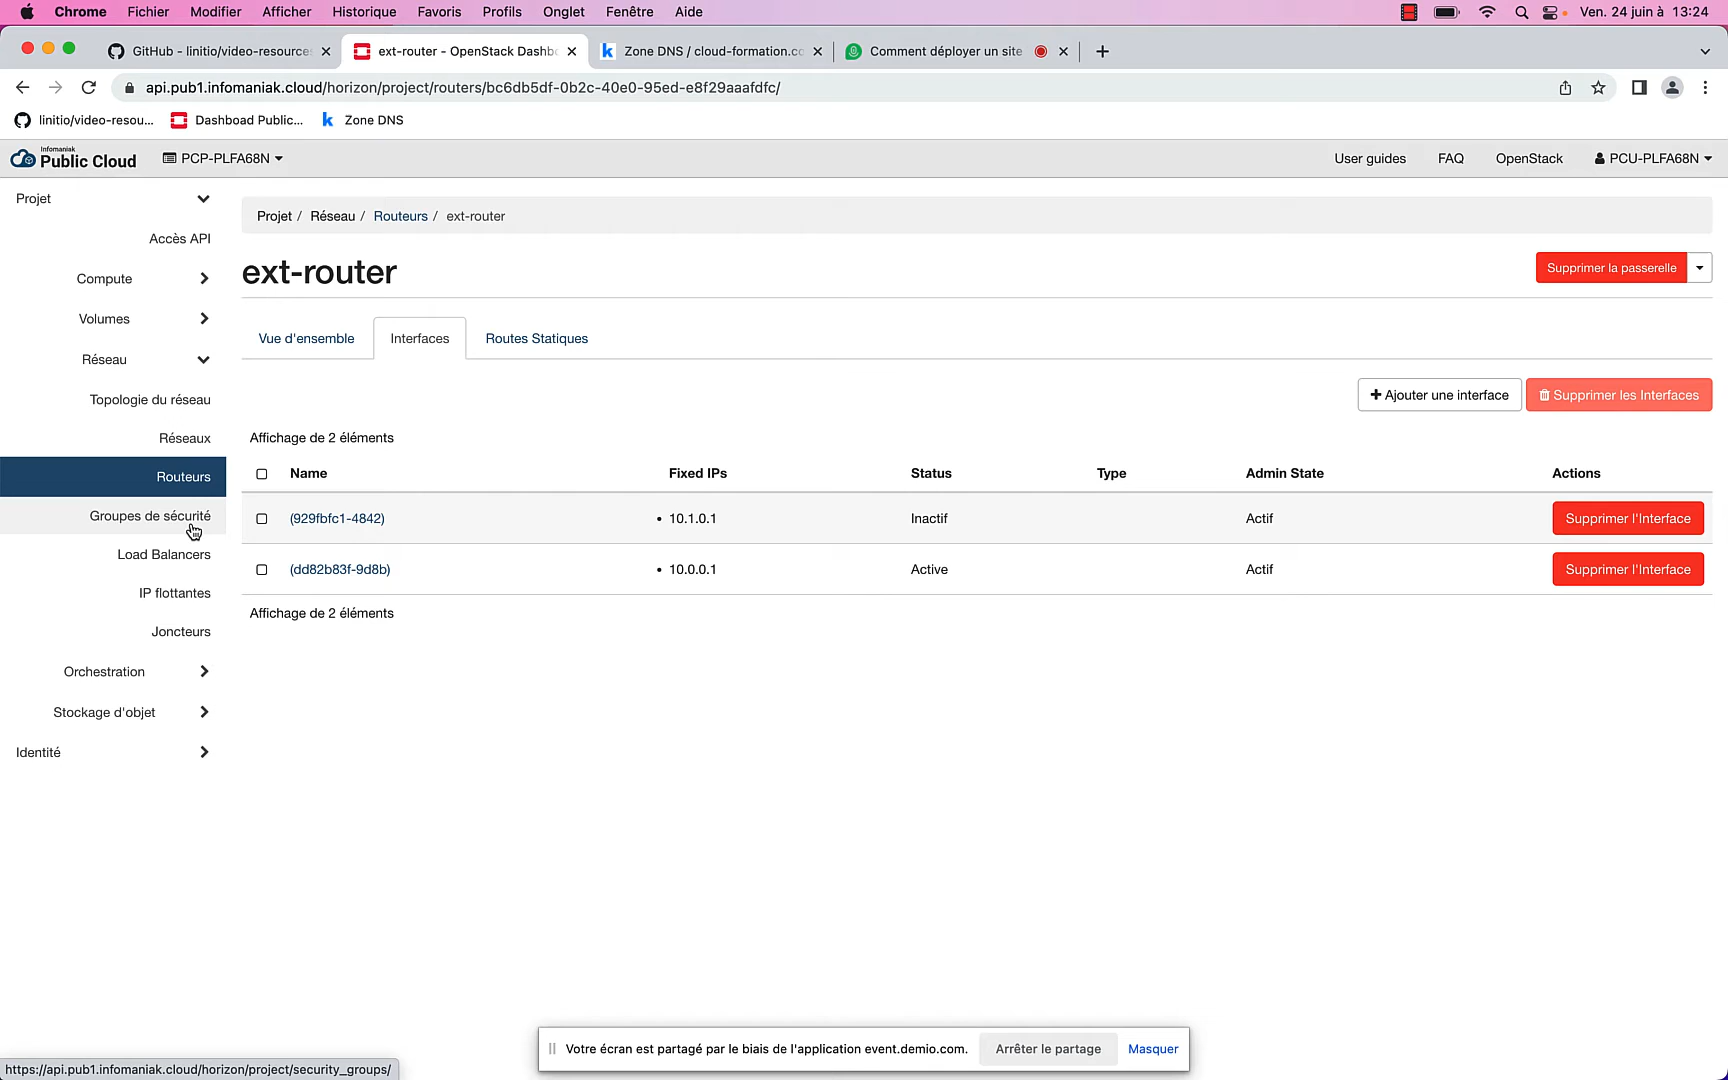 Chrome Fichier Modifier Afficher Historique Favoris Profils Onglet Fenêtre Aide Ven. 24 juin à 13:24
GitHub - linitio/video-resource ext-router - OpenStack Dashbo Zone DNS / cloud-formation.co Comment déployer un site
api.pub1.infomaniak.cloud/horizon/project/routers/bc6db5df-0b2c-40e0-95ed-e8f29aaafdfc/
linitio/video-resou... Dashboad Public... Zone DNS
Infomaniak
Public Cloud PCP-PLFA68N User guides FAQ OpenStack PCU-PLFA68N
Projet
Accès API
Compute
Volumes
Réseau
Topologie du réseau
Réseaux
Routeurs
Groupes de sécurité
Load Balancers
IP flottantes
Joncteurs
Orchestration
Stockage d'objet
Identité
Projet / Réseau / Routeurs / ext-router
ext-router
Supprimer la passerelle
Vue d'ensemble Interfaces Routes Statiques
Ajouter une interface Supprimer les Interfaces
Affichage de 2 éléments
Name Fixed IPs Status Type Admin State Actions
(929fbfc1-4842) • 10.1.0.1 Inactif Actif Supprimer l'Interface
(dd82b83f-9d8b) • 10.0.0.1 Active Actif Supprimer l'Interface
Affichage de 2 éléments
Votre écran est partagé par le biais de l'application event.demio.com. Arrêter le partage Masquer
https://api.pub1.infomaniak.cloud/horizon/project/security_groups/